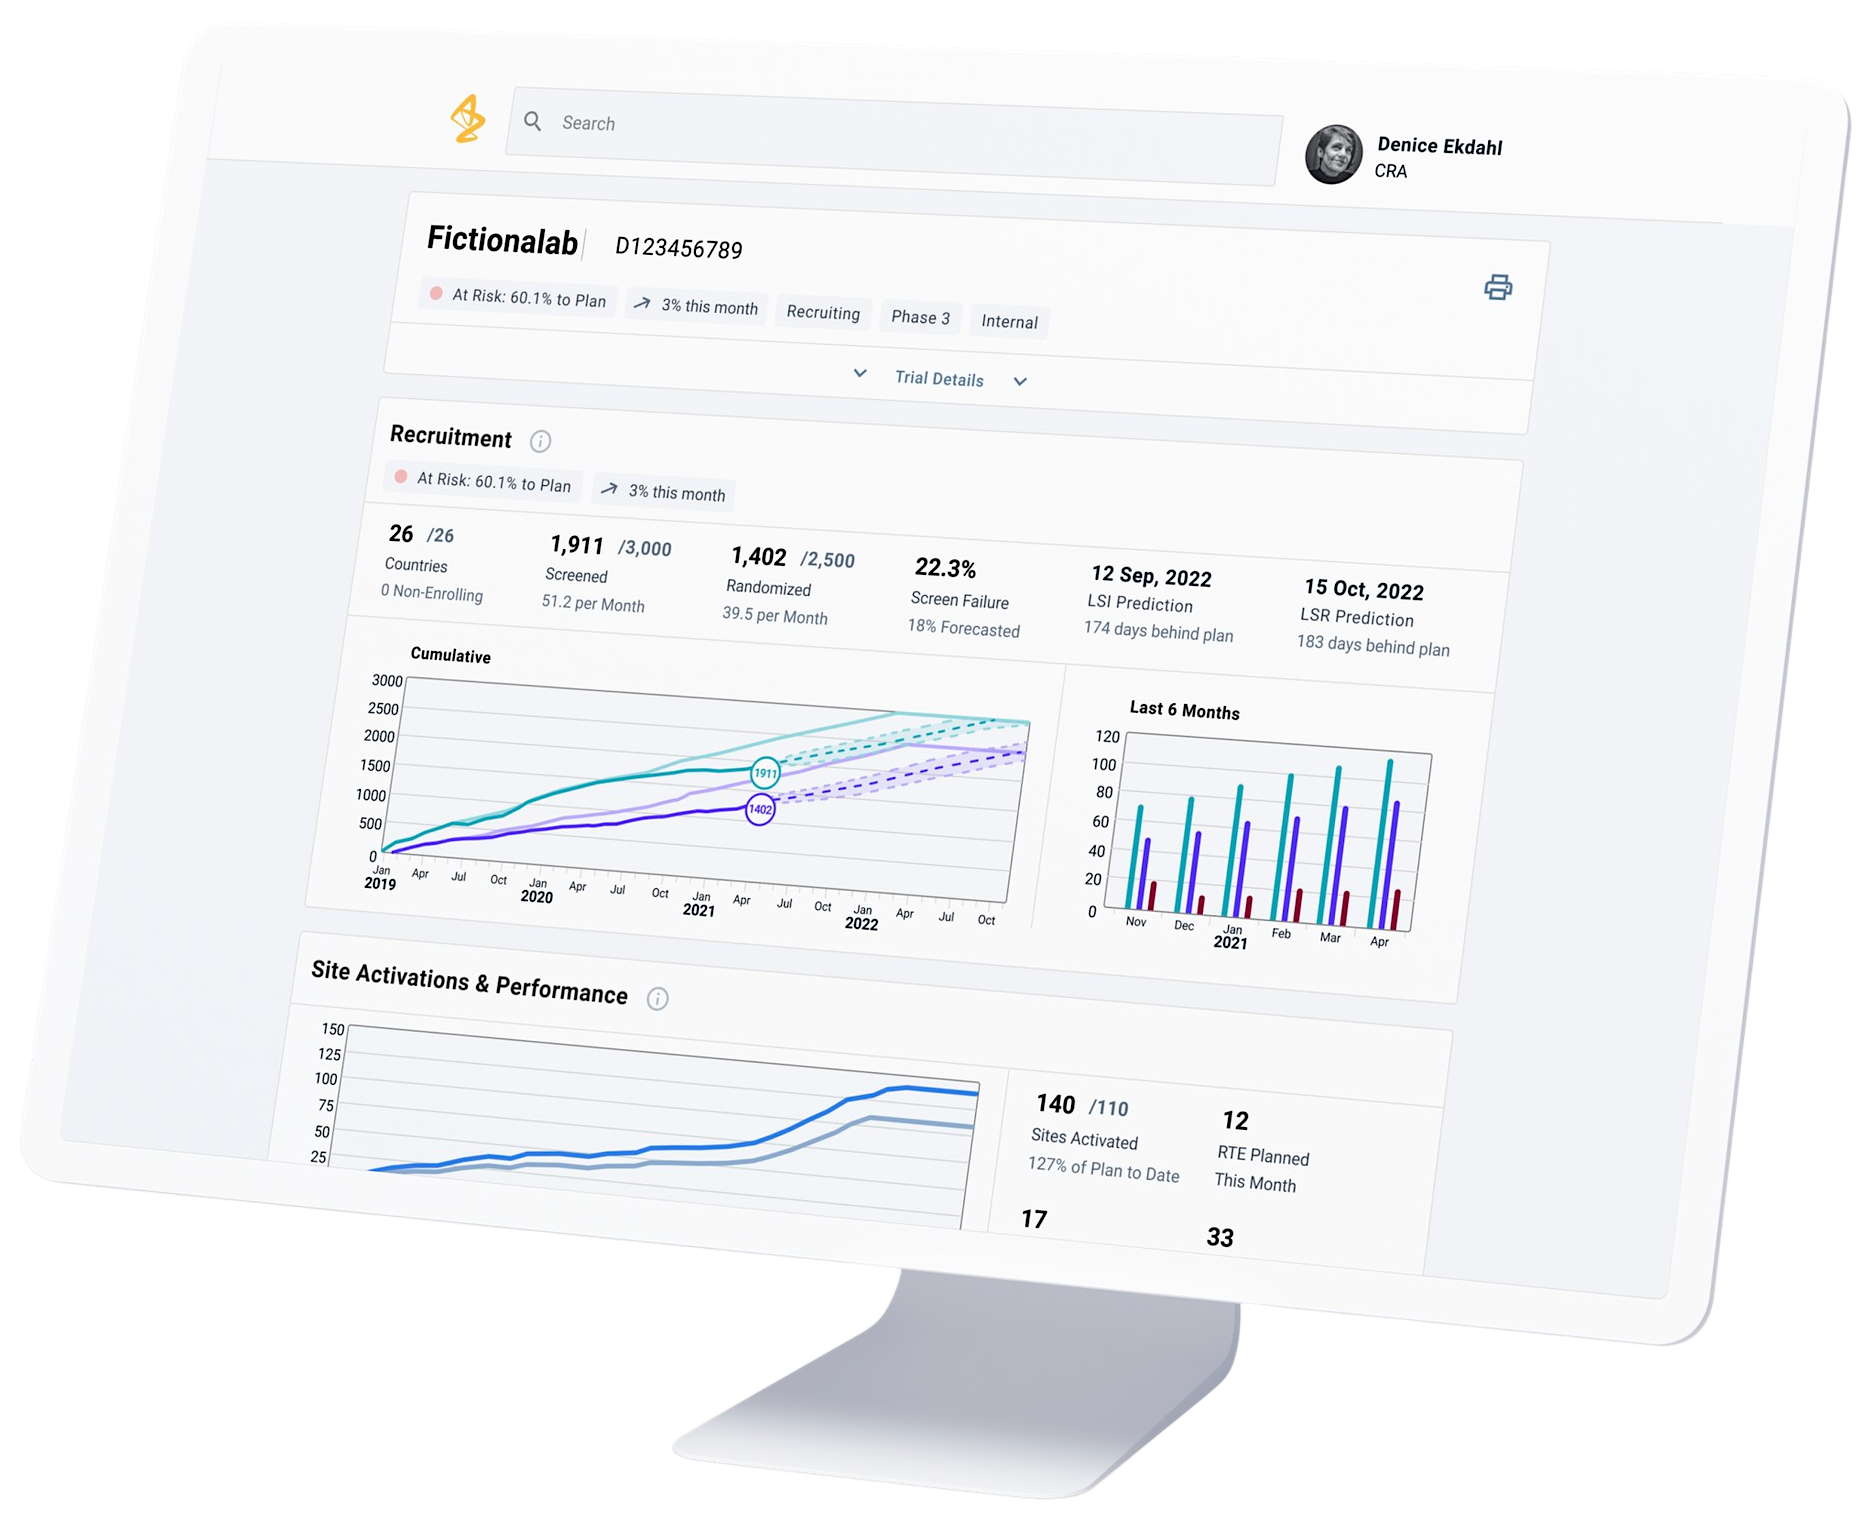 Search
Denice Ekdahl
CRA
Fictionalab
D123456789
At Risk: 60.1% to Plan
3% this month
Recruiting
Phase 3
Internal
Trial Details
Recruitment
At Risk: 60.1% to Plan
3% this month
26 /26
Countries
0 Non-Enrolling
1,911 /3,000
Screened
51.2 per Month
1,402 /2,500
Randomized
39.5 per Month
22.3%
Screen Failure
18% Forecasted
12 Sep, 2022
LSI Prediction
174 days behind plan
15 Oct, 2022
LSR Prediction
183 days behind plan
Cumulative
3000
2500
2000
1500
1000
500
0
1911
1402
Jan Apr Jul Oct Jan Apr Jul Oct Jan Apr Jul Oct Jan Apr Jul Oct
2019 2020 2021 2022
Last 6 Months
120
100
80
60
40
20
0
Nov Dec Jan Feb Mar Apr
2021
Site Activations & Performance
150
125
100
75
50
25
140 /110
Sites Activated
127% of Plan to Date
12
RTE Planned
This Month
17
33